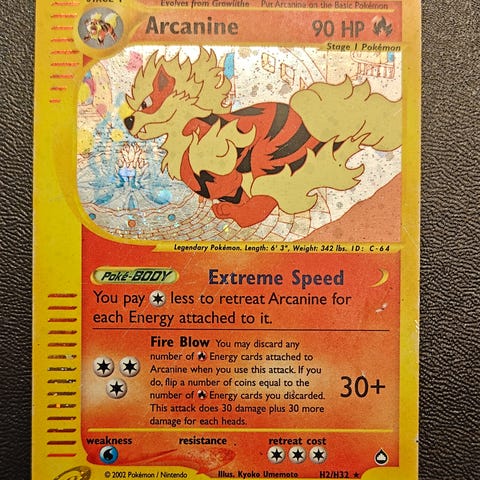 Evolves from Growlithe Put Arcanine on the Basic Pokémon
Arcanine 90 HP
Stage 1 Pokémon
Legendary Pokémon. Length: 6' 3", Weight: 342 lbs. ID: C-64
Poké-BODY Extreme Speed
You pay less to retreat Arcanine for
each Energy attached to it.
Fire Blow You may discard any
number of Energy cards attached to
Arcanine when you use this attack. If you
do, flip a number of coins equal to the
number of Energy cards you discarded.
This attack does 30 damage plus 30 more
damage for each heads.
30+
weakness resistance retreat cost
© 2002 Pokémon / Nintendo Illus. Kyoko Umemoto H2/H32 ★